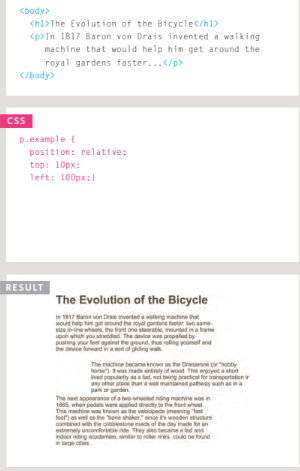 <body>
<h1>The Evolution of the Bicycle</h1>
<p>In 1817 Baron von Drais invented a walking
machine that would help him get around the
royal gardens faster...</p>
</body>
CSS
p.example {
position: relative;
top: 10px;
left: 100px;}
RESULT
The Evolution of the Bicycle
In 1817 Baron von Drais invented a walking machine that
would help him get around the royal gardens faster: two same-
size in-line wheels, the front one steerable, mounted in a frame
upon which you straddled. The device was propelled by
pushing your feet against the ground, thus rolling yourself and
the device forward in a sort of gliding walk.
The machine became known as the Draisienne (or "hobby
horse"). It was made entirely of wood. This enjoyed a short
lived popularity as a fad, not being practical for transportation in
any other place than a well maintained pathway such as in a
park or garden.
The next appearance of a two-wheeled riding machine was in
1865, when pedals were applied directly to the front wheel.
This machine was known as the velocipede (meaning "fast
foot") as well as the "bone shaker," since it's wooden structure
combined with the cobblestone roads of the day made for an
extremely uncomfortable ride. They also became a fad and
indoor riding academies, similar to roller rinks, could be found
in large cities.